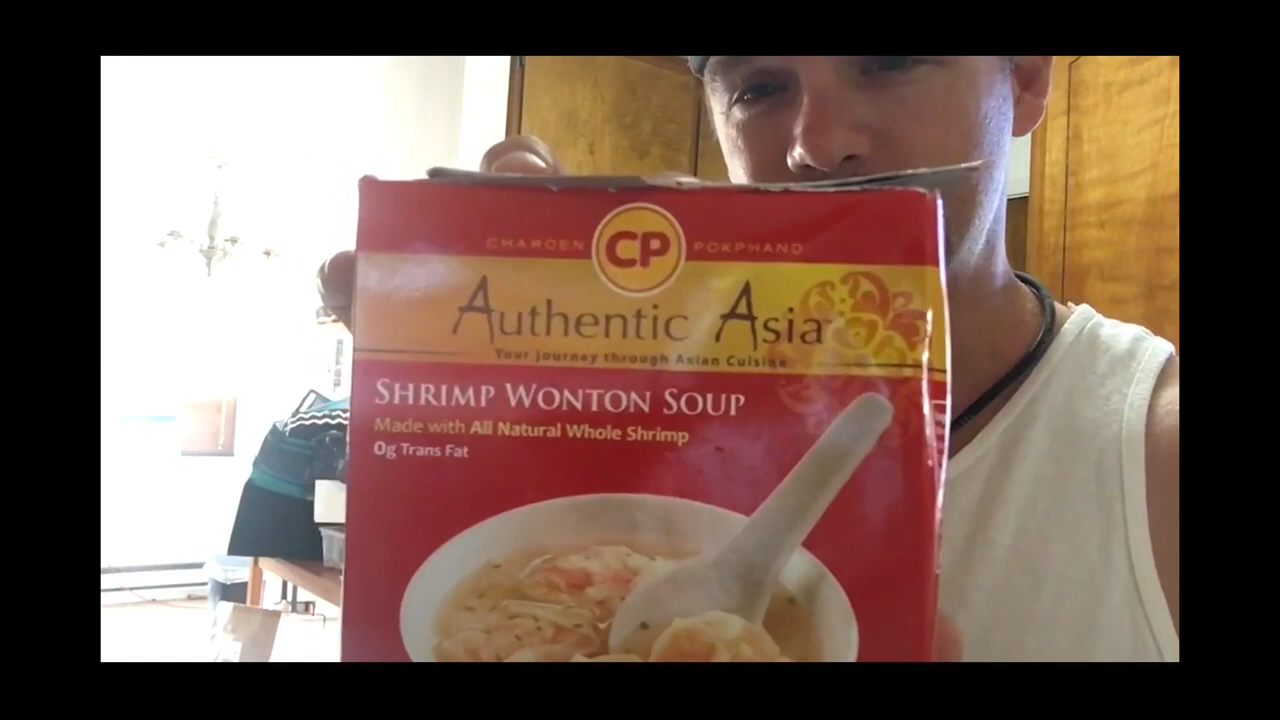 CHAROEN CP POKPHAND
Authentic Asia
Your journey through Asian Cuisine
SHRIMP WONTON SOUP
Made with All Natural Whole Shrimp
0g Trans Fat